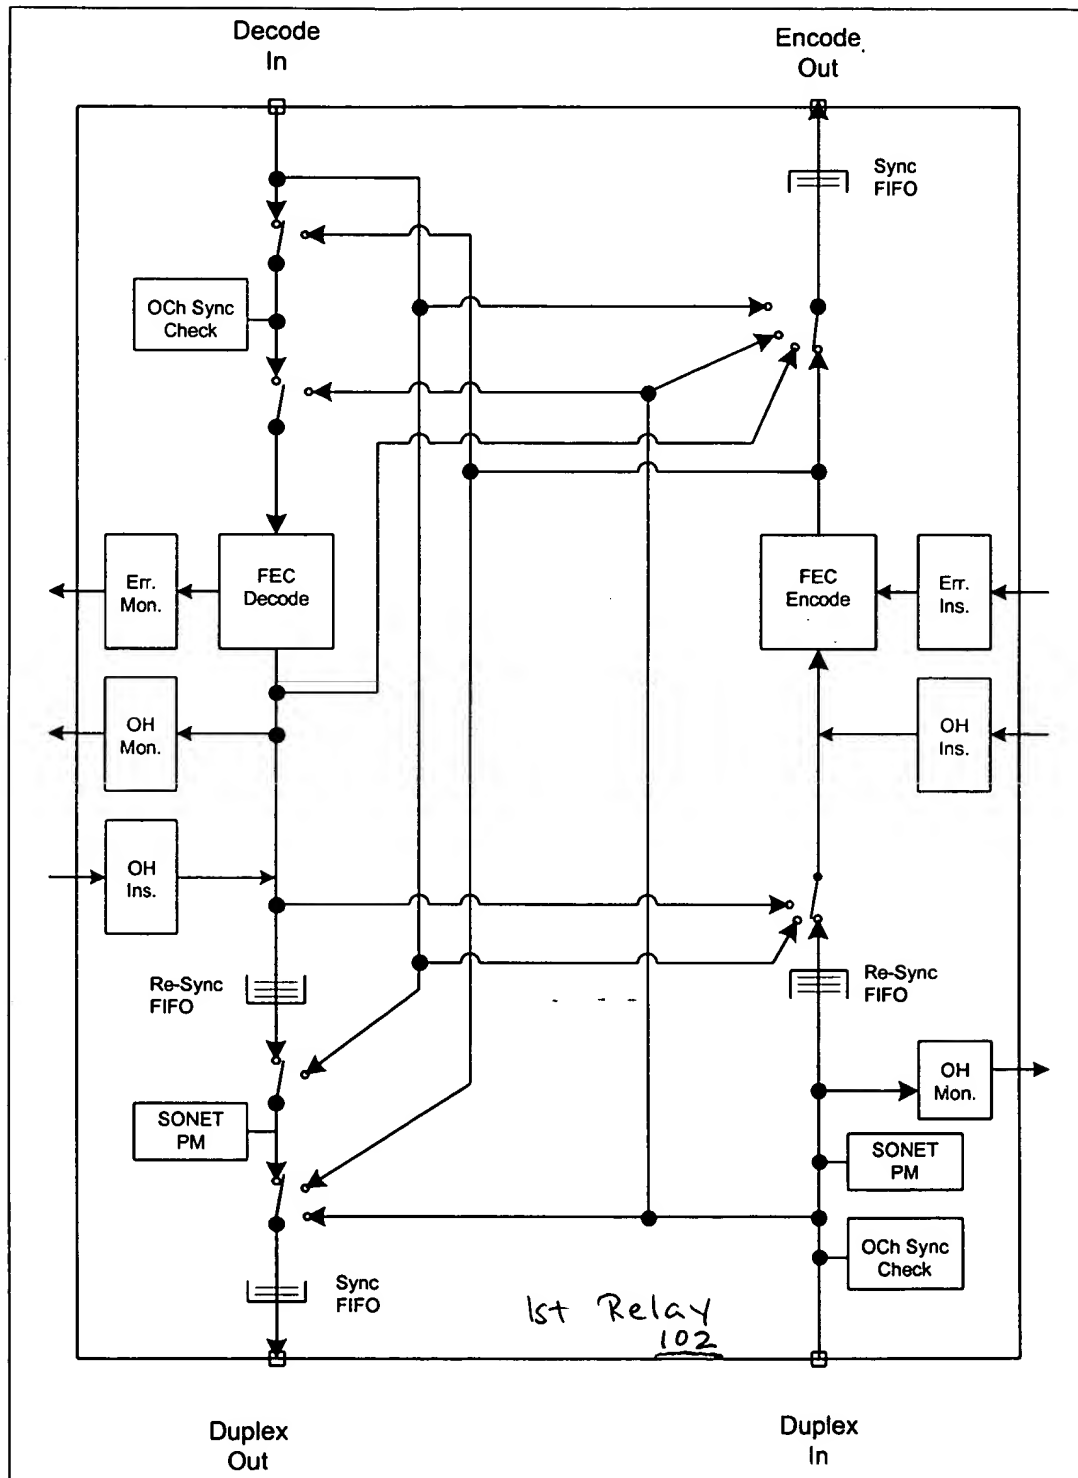 Decode
In
Encode
Out
Sync
FIFO
OCh Sync
Check
Err.
Mon.
FEC
Decode
FEC
Encode
Err.
Ins.
OH
Mon.
OH
Ins.
OH
Ins.
Re-Sync
FIFO
Re-Sync
FIFO
OH
Mon.
SONET
PM
SONET
PM
OCh Sync
Check
Sync
FIFO
1st Relay
102
Duplex
Out
Duplex
In